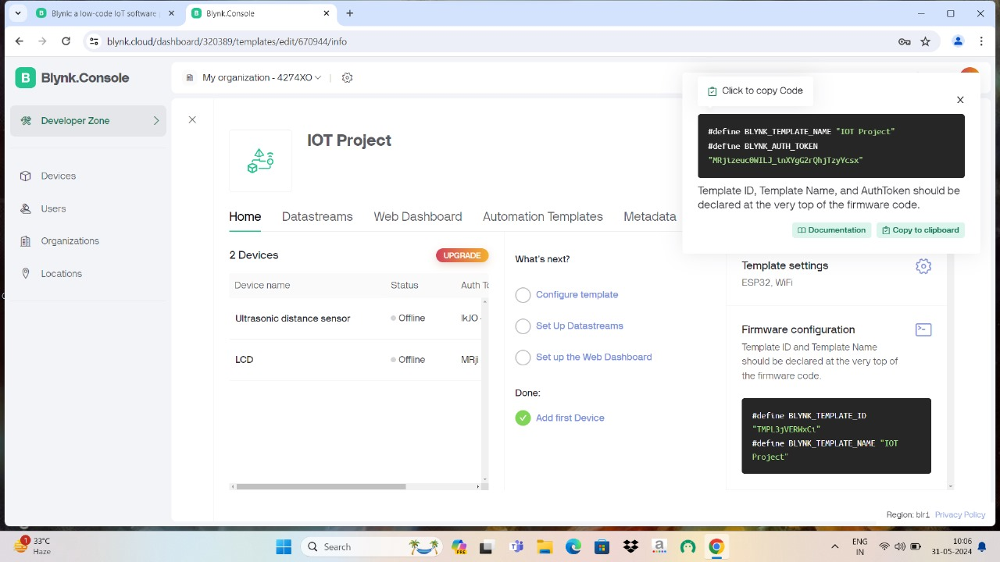 Blynk: a low-code IoT software
Blynk.Console
blynk.cloud/dashboard/320389/templates/edit/670944/info
B
Blynk.Console
My organization - 4274XO
Developer Zone
Devices
Users
Organizations
Locations
IOT Project
Home
Datastreams
Web Dashboard
Automation Templates
Metadata
2 Devices
UPGRADE
Device name
Status
Ultrasonic distance sensor
Offline
IkJO
LCD
Offline
MRji
What's next?
Configure template
Set Up Datastreams
Set up the Web Dashboard
Done:
Add first Device
Click to copy Code
#define BLYNK_TEMPLATE_NAME "IOT Project"
#define BLYNK_AUTH_TOKEN
"MRjizeuc0WILJ_inXYgG2rQhjTzyYcsx"
Template ID, Template Name, and AuthToken should be
declared at the very top of the firmware code.
Documentation
Copy to clipboard
Template settings
ESP32, WiFi
Firmware configuration
Template ID and Template Name
should be declared at the very top of
the firmware code.
#define BLYNK_TEMPLATE_ID
"TMPL3jVERWxCi"
#define BLYNK_TEMPLATE_NAME "IOT
Project"
Region: blr1
Privacy Policy
1
33°C
Haze
Search
PRE
ENG
IN
10:06
31-05-2024